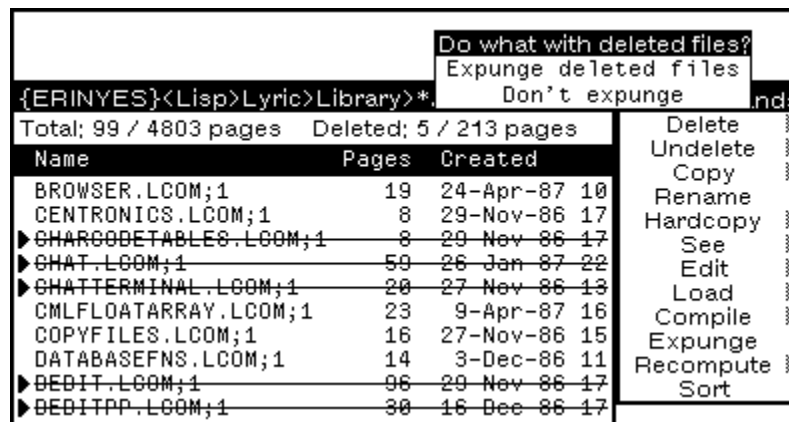 Do what with deleted files?
Expunge deleted files
Don't expunge
{ERINYES}<Lisp>Lyric>Library>*.
Total; 99 / 4803 pages Deleted; 5 / 213 pages
Name Pages Created
BROWSER.LCOM;1 19 24-Apr-87 10
CENTRONICS.LCOM;1 8 29-Nov-86 17
CHARCODETABLES.LCOM;1 8 29 Nov 86 17
CHAT.LCOM;1 59 26 Jan 87 22
CHATTERMINAL.LCOM;1 20 27 Nov 86 13
CMLFLOATARRAY.LCOM;1 23 9-Apr-87 16
COPYFILES.LCOM;1 16 27-Nov-86 15
DATABASEFNS.LCOM;1 14 3-Dec-86 11
DEDIT.LCOM;1 96 29 Nov 86 17
DEDITPP.LCOM;1 30 16 Dec 86 17
Delete
Undelete
Copy
Rename
Hardcopy
See
Edit
Load
Compile
Expunge
Recompute
Sort